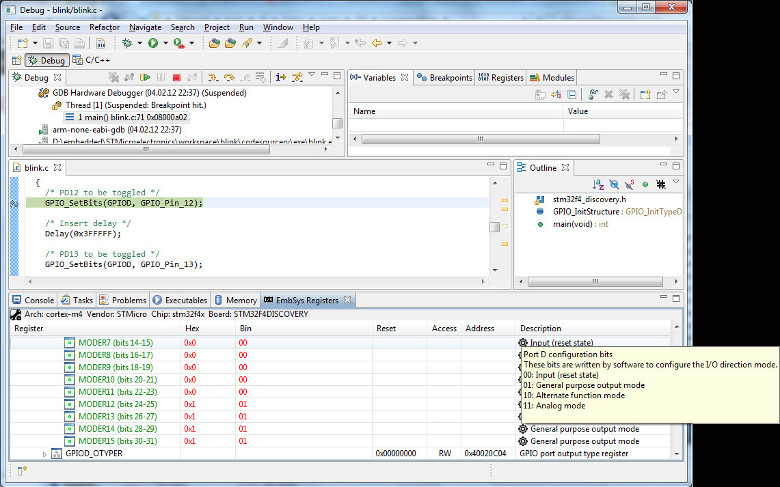 Debug - blink/blink.c
File Edit Source Refactor Navigate Search Project Run Window Help
Debug C/C++
Debug
GDB Hardware Debugger (04.02.12 22:37) (Suspended)
Thread [1] (Suspended: Breakpoint hit.)
1 main() blink.c:71 0x08000a02
arm-none-eabi-gdb (04.02.12 22:37)
D:\embedded\STMicroelectronics\workspace\blink\codesourcery\exe\blink.e
Variables Breakpoints Registers Modules
Name Value
blink.c
{
/* PD12 to be toggled */
GPIO_SetBits(GPIOD, GPIO_Pin_12);
/* Insert delay */
Delay(0x3FFFFF);
/* PD13 to be toggled */
GPIO_SetBits(GPIOD, GPIO_Pin_13);
Outline
stm32f4_discovery.h
GPIO_InitStructure : GPIO_InitTypeD
main(void) : int
Console Tasks Problems Executables Memory EmbSys Registers
Arch: cortex-m4 Vendor: STMicro Chip: stm32f4x Board: STM32F4DISCOVERY
Register Hex Bin Reset Access Address Description
MODER7 (bits 14-15) 0x0 00 Input (reset state)
MODER8 (bits 16-17) 0x0 00
MODER9 (bits 18-19) 0x0 00
MODER10 (bits 20-21) 0x0 00
MODER11 (bits 22-23) 0x0 00
MODER12 (bits 24-25) 0x1 01
MODER13 (bits 26-27) 0x1 01
MODER14 (bits 28-29) 0x1 01 General purpose output mode
MODER15 (bits 30-31) 0x1 01 General purpose output mode
GPIOD_OTYPER 0x00000000 RW 0x40020C04 GPIO port output type register
Port D configuration bits
These bits are written by software to configure the I/O direction mode.
00: Input (reset state)
01: General purpose output mode
10: Alternate function mode
11: Analog mode